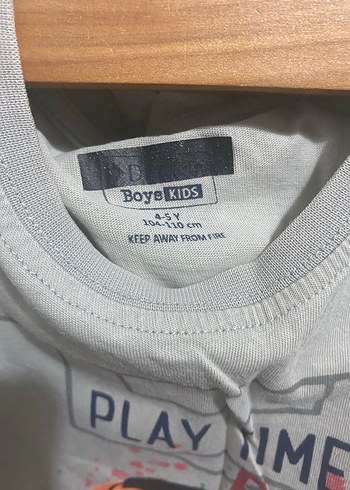 Boys KIDS
4-5 Y
104-110 cm
KEEP AWAY FROM FIRE
PLAY TIME